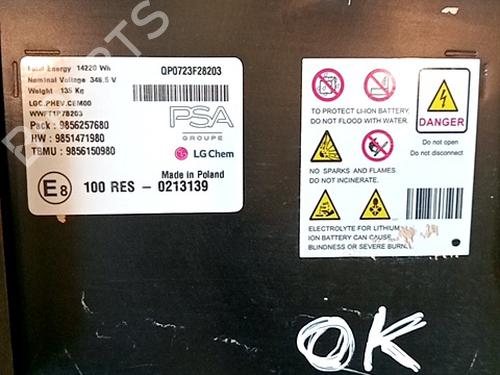 Total Energy 14220 Wh
Nominal Voltage 346.5 V
Weight 135 Kg
LGC.PHEV.CEM00
Pack : 9856257680
HW : 9851471980
TBMU : 9856150980
E8
100 RES - 0213139
QP0723F28203
PSA
GROUPE
LG Chem
Made in Poland
TO PROTECT LI-ION BATTERY,
DO NOT FLOOD WITH WATER.
NO SPARKS AND FLAMES
DO NOT INCINERATE.
ELECTROLYTE FOR LITHIUM
ION BATTERY CAN CAUSE
BLINDNESS OR SEVERE BURN.
DANGER
Do not open
Do not disconnect
OK